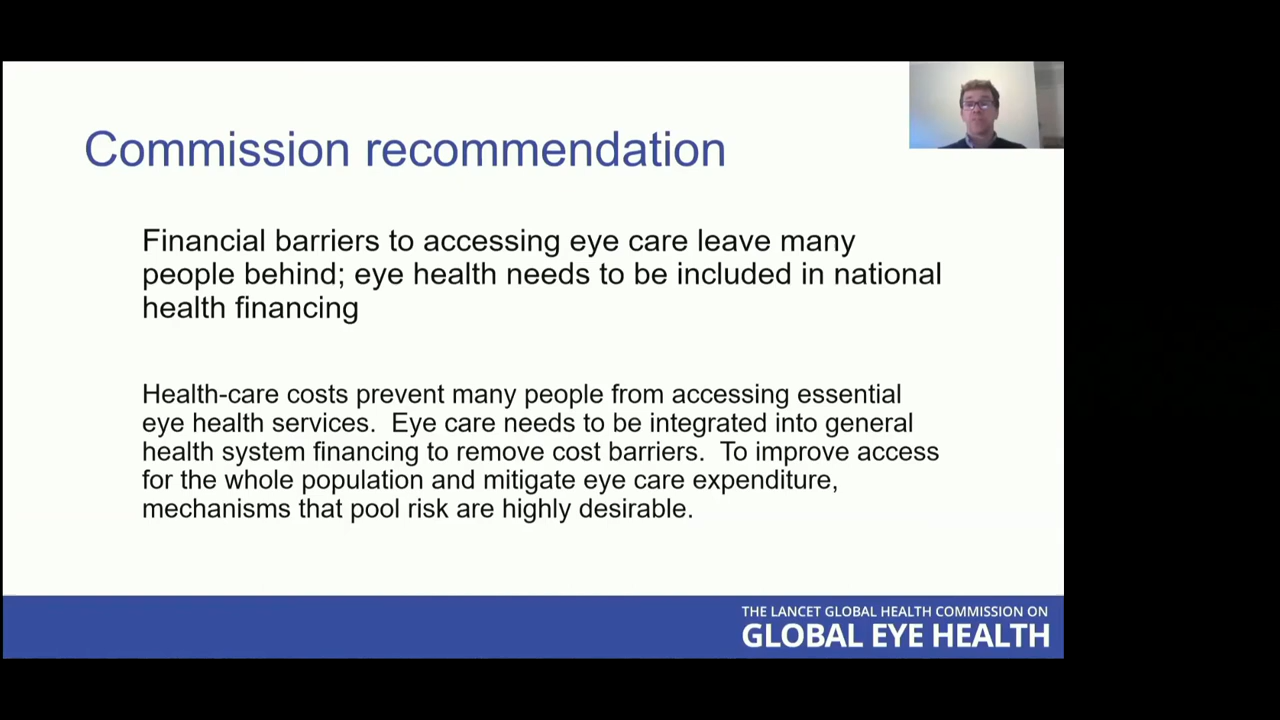 Commission recommendation
Financial barriers to accessing eye care leave many
people behind; eye health needs to be included in national
health financing
Health-care costs prevent many people from accessing essential
eye health services.  Eye care needs to be integrated into general
health system financing to remove cost barriers.  To improve access
for the whole population and mitigate eye care expenditure,
mechanisms that pool risk are highly desirable.
THE LANCET GLOBAL HEALTH COMMISSION ON
GLOBAL EYE HEALTH